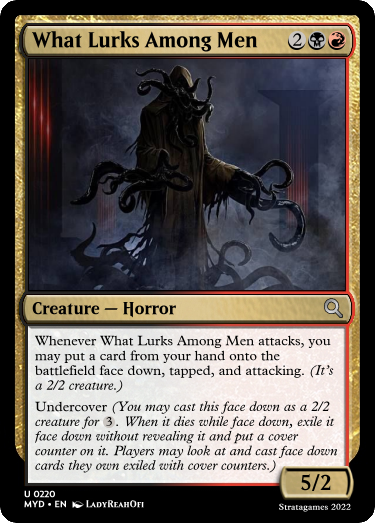 What Lurks Among Men 2
Creature — Horror
Whenever What Lurks Among Men attacks, you
may put a card from your hand onto the
battlefield face down, tapped, and attacking. (It's
a 2/2 creature.)
Undercover (You may cast this face down as a 2/2
creature for 3. When it dies while face down, exile it
face down without revealing it and put a cover
counter on it. Players may look at and cast face down
cards they own exiled with cover counters.)
5/2
U 0220
MYD • EN LadyReahOfi
Stratagames 2022